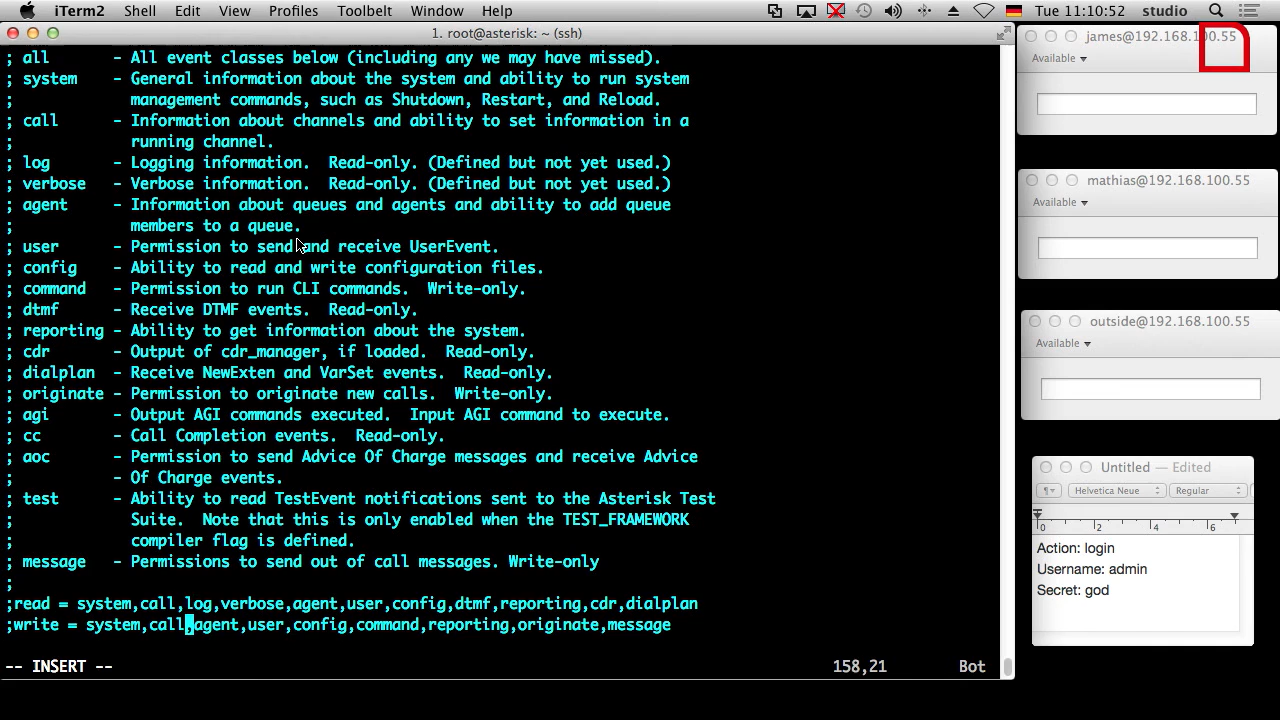 iTerm2 Shell Edit View Profiles Toolbelt Window Help Tue 11:10:52 studio
1. root@asterisk: ~ (ssh)
; all - All event classes below (including any we may have missed).
; system - General information about the system and ability to run system
; management commands, such as Shutdown, Restart, and Reload.
; call - Information about channels and ability to set information in a
; running channel.
; log - Logging information. Read-only. (Defined but not yet used.)
; verbose - Verbose information. Read-only. (Defined but not yet used.)
; agent - Information about queues and agents and ability to add queue
; members to a queue.
; user - Permission to send and receive UserEvent.
; config - Ability to read and write configuration files.
; command - Permission to run CLI commands. Write-only.
; dtmf - Receive DTMF events. Read-only.
; reporting - Ability to get information about the system.
; cdr - Output of cdr_manager, if loaded. Read-only.
; dialplan - Receive NewExten and VarSet events. Read-only.
; originate - Permission to originate new calls. Write-only.
; agi - Output AGI commands executed. Input AGI command to execute.
; cc - Call Completion events. Read-only.
; aoc - Permission to send Advice Of Charge messages and receive Advice
; - Of Charge events.
; test - Ability to read TestEvent notifications sent to the Asterisk Test
; Suite. Note that this is only enabled when the TEST_FRAMEWORK
; compiler flag is defined.
; message - Permissions to send out of call messages. Write-only
;
;read = system,call,log,verbose,agent,user,config,dtmf,reporting,cdr,dialplan
;write = system,call,agent,user,config,command,reporting,originate,message
-- INSERT -- 158,21 Bot
james@192.168.100.55
Available
mathias@192.168.100.55
Available
outside@192.168.100.55
Available
Untitled — Edited
Helvetica Neue Regular
0 2 4 6
Action: login
Username: admin
Secret: god